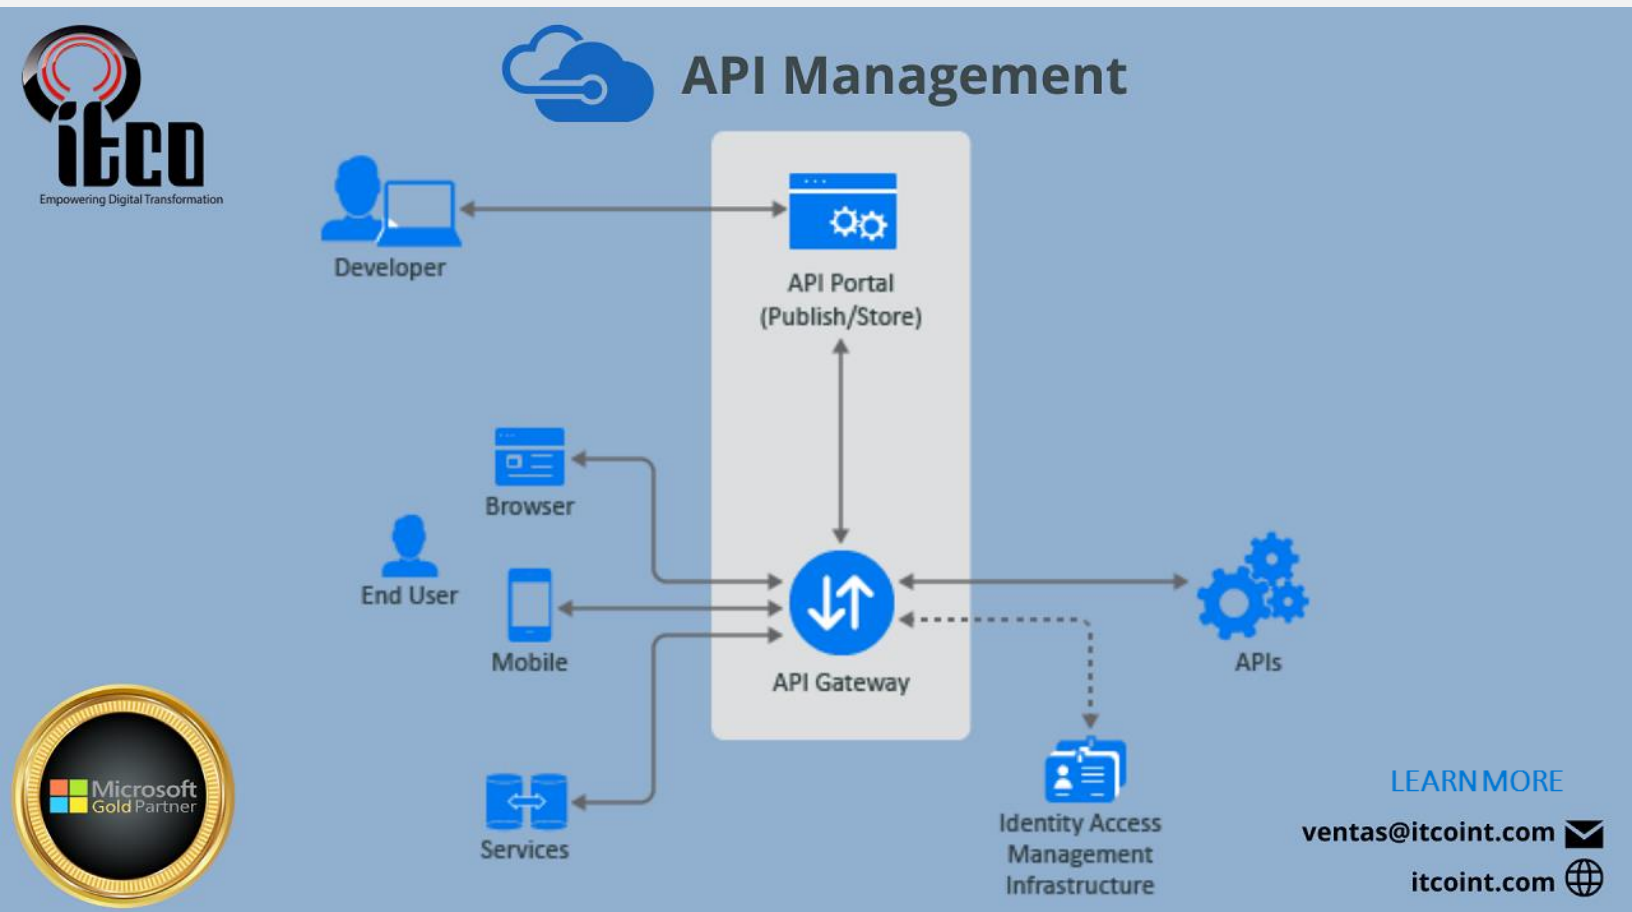 itco
Empowering Digital Transformation
API Management
Developer
API Portal
(Publish/Store)
Browser
End User
Mobile
API Gateway
APIs
Services
Identity Access
Management
Infrastructure
Microsoft
Gold Partner
LEARN MORE
ventas@itcoint.com
itcoint.com